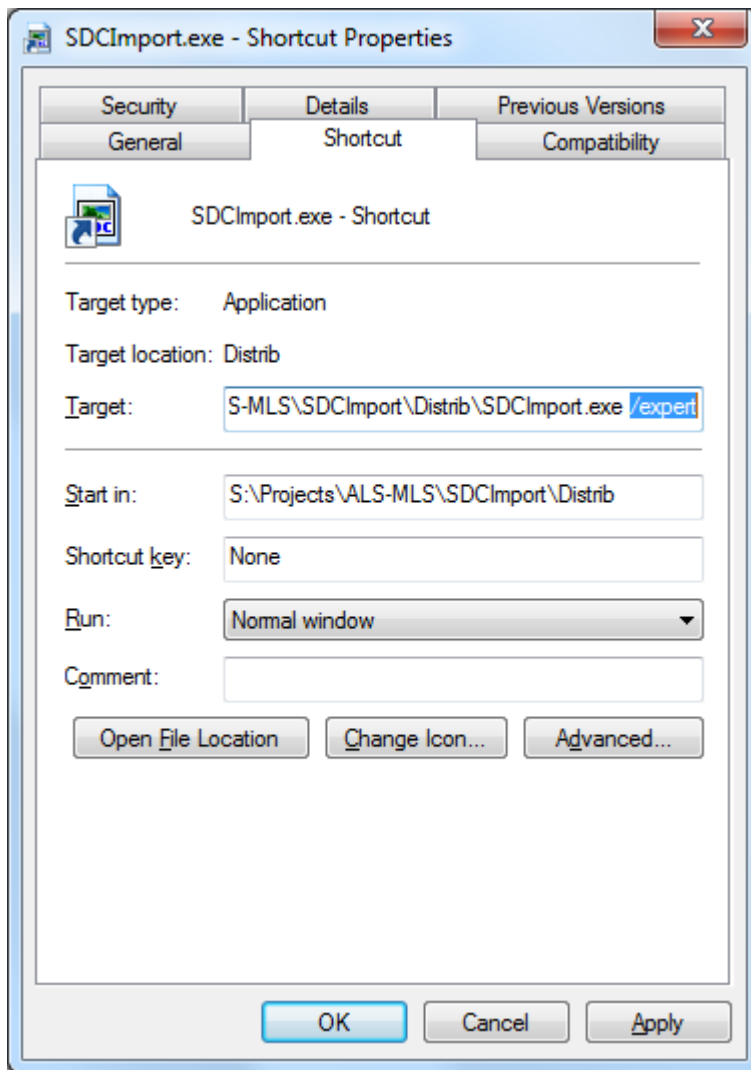 SDCImport.exe - Shortcut Properties
Security Details Previous Versions
General Shortcut Compatibility
SDCImport.exe - Shortcut
Target type: Application
Target location: Distrib
Target: S-MLS\SDCImport\Distrib\SDCImport.exe /expert
Start in: S:\Projects\ALS-MLS\SDCImport\Distrib
Shortcut key: None
Run: Normal window
Comment:
Open File Location Change Icon... Advanced...
OK Cancel Apply